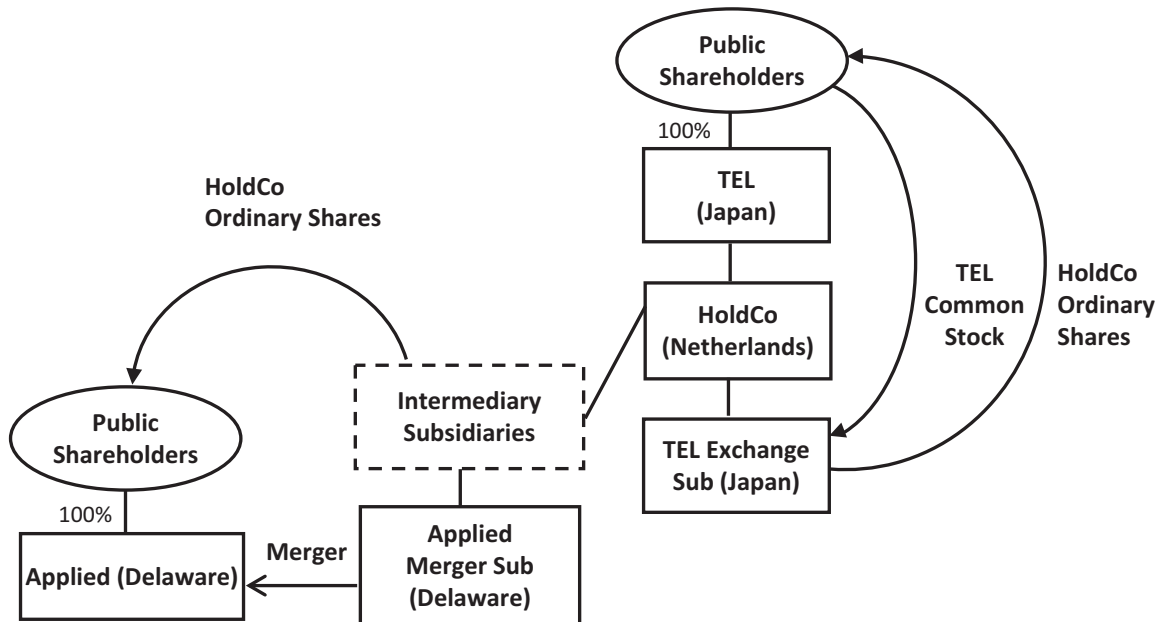 Public
Shareholders
100%
TEL
(Japan)
HoldCo
Ordinary Shares
TEL
Common
Stock
HoldCo
Ordinary
Shares
HoldCo
(Netherlands)
Intermediary
Subsidiaries
Public
Shareholders
TEL Exchange
Sub (Japan)
100%
Applied (Delaware)
Merger
Applied
Merger Sub
(Delaware)